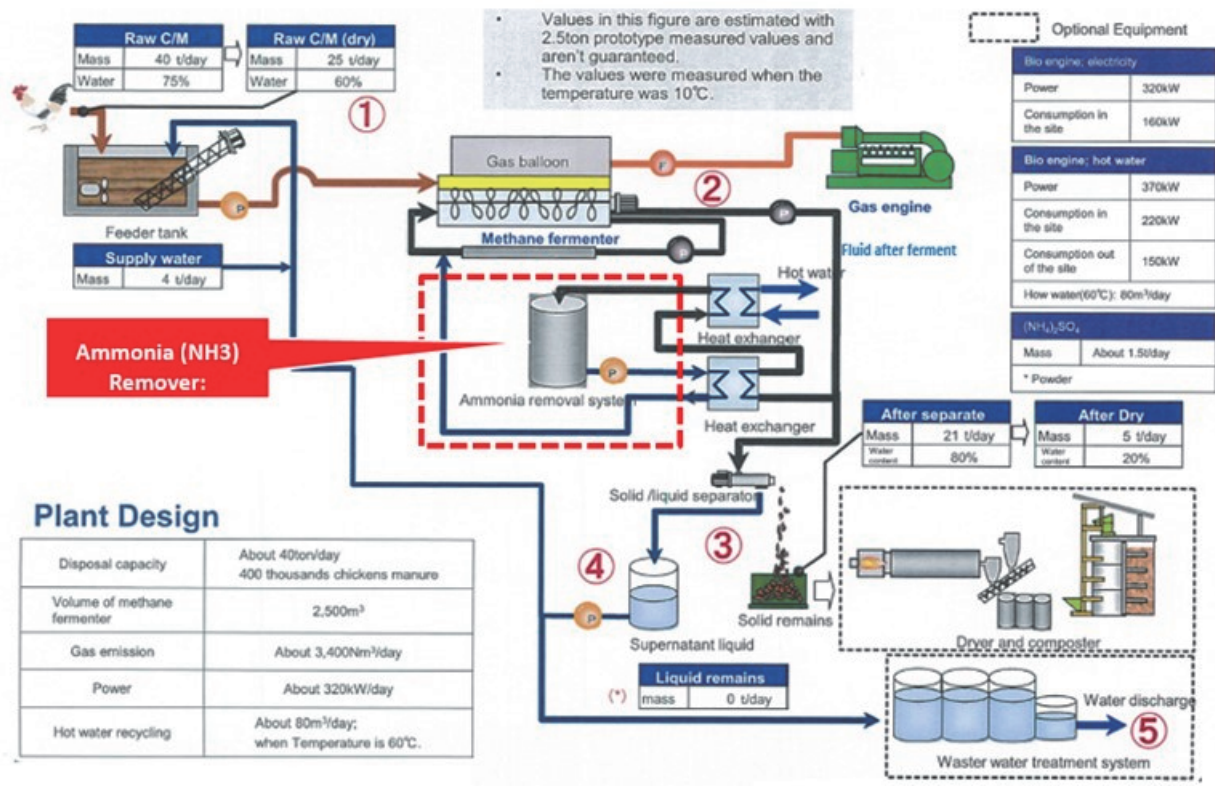 • Values in this figure are estimated with
2.5ton prototype measured values and
aren't guaranteed.
• The values were measured when the
temperature was 10℃.
Optional Equipment
Raw C/M
Mass 40 t/day
Water 75%
Raw C/M (dry)
Mass 25 t/day
Water 60%
①
Bio engine; electricity
Power 320kW
Consumption in
the site 160kW
Bio engine; hot water
Power 370kW
Consumption in
the site 220kW
Consumption out
of the site 150kW
How water(60℃): 80m³/day
(NH₄)₂SO₄
Mass About 1.5t/day
* Powder
Gas balloon
F
②
Gas engine
P
P
Feeder tank
Methane fermenter
P
Fluid after ferment
Supply water
Mass 4 t/day
Hot water
Heat exhanger
Ammonia (NH3)
Remover:
P
Ammonia removal system
Heat exchanger
After separate
Mass 21 t/day
Water
content 80%
After Dry
Mass 5 t/day
Water
content 20%
Solid /liquid separator
③
④
P
Supernatant liquid
Solid remains
Dryer and composter
Plant Design
Disposal capacity About 40ton/day
400 thousands chickens manure
Volume of methane
fermenter 2,500m³
Gas emission About 3,400Nm³/day
Power About 320kW/day
Hot water recycling About 80m³/day;
when Temperature is 60℃.
Liquid remains
(*) mass 0 t/day
Water discharge
⑤
Waster water treatment system